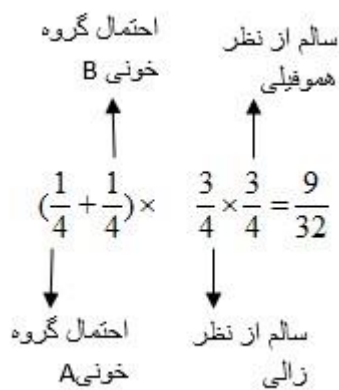 احتمال گروه
خونی B
سالم از نظر
هموفیلی
(1/4 + 1/4) × 3/4 × 3/4 = 9/32
احتمال گروه
خونیA
سالم از نظر
زالی